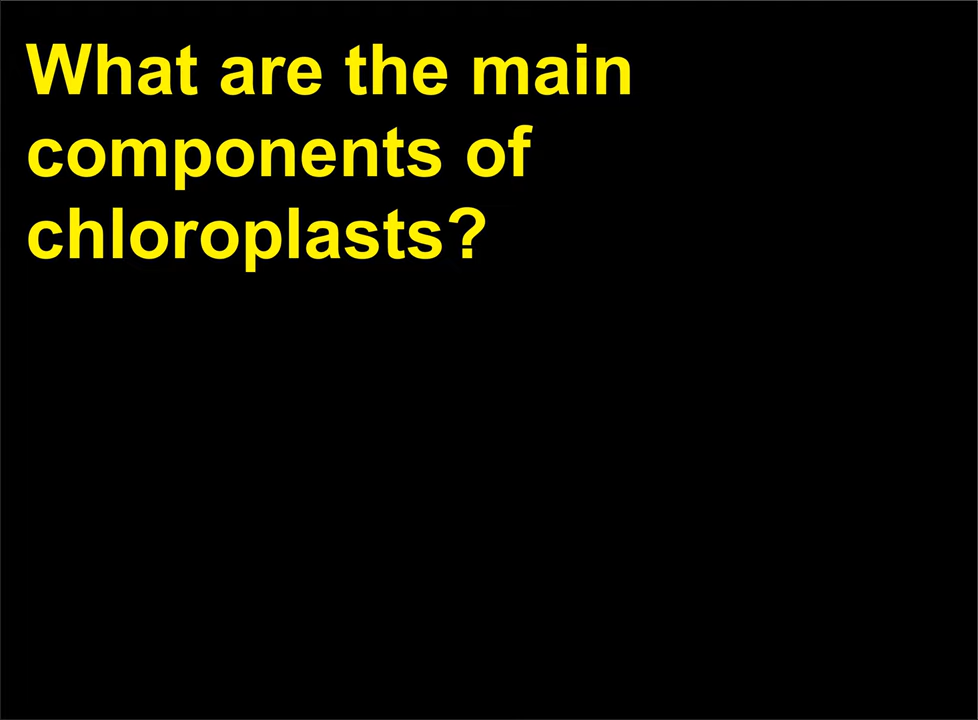 What are the main
components of
chloroplasts?